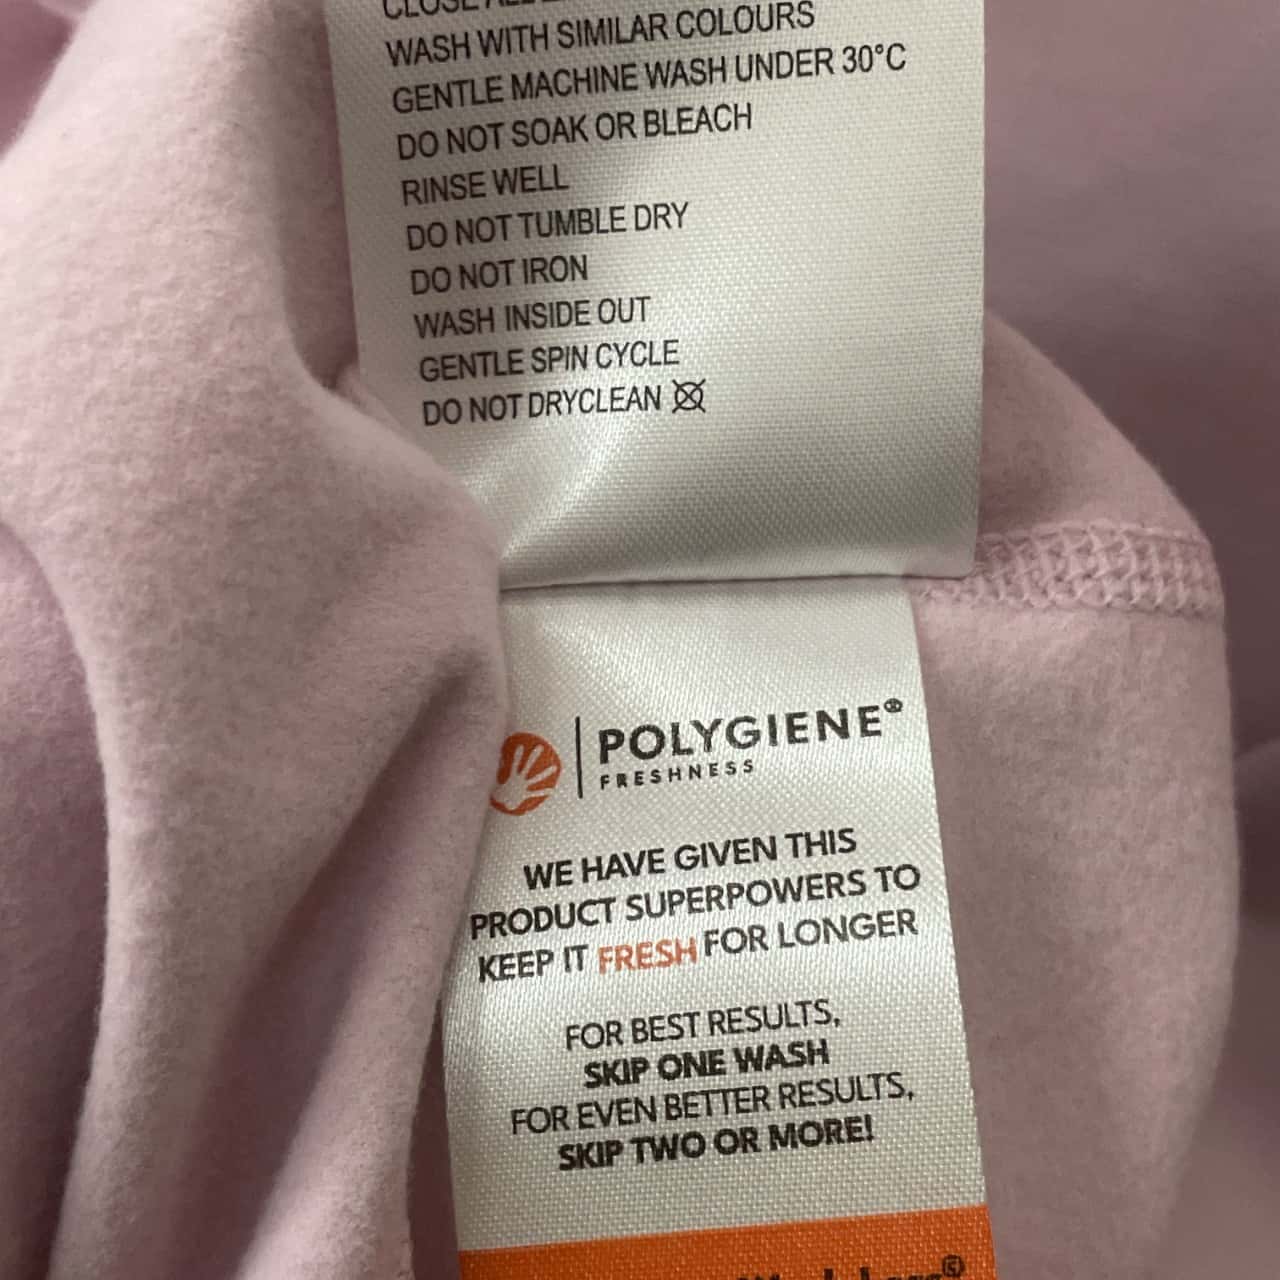 CLOSE ALL
WASH WITH SIMILAR COLOURS
GENTLE MACHINE WASH UNDER 30°C
DO NOT SOAK OR BLEACH
RINSE WELL
DO NOT TUMBLE DRY
DO NOT IRON
WASH INSIDE OUT
GENTLE SPIN CYCLE
DO NOT DRYCLEAN
POLYGIENE®
FRESHNESS
WE HAVE GIVEN THIS
PRODUCT SUPERPOWERS TO
KEEP IT FRESH FOR LONGER
FOR BEST RESULTS,
SKIP ONE WASH
FOR EVEN BETTER RESULTS,
SKIP TWO OR MORE!